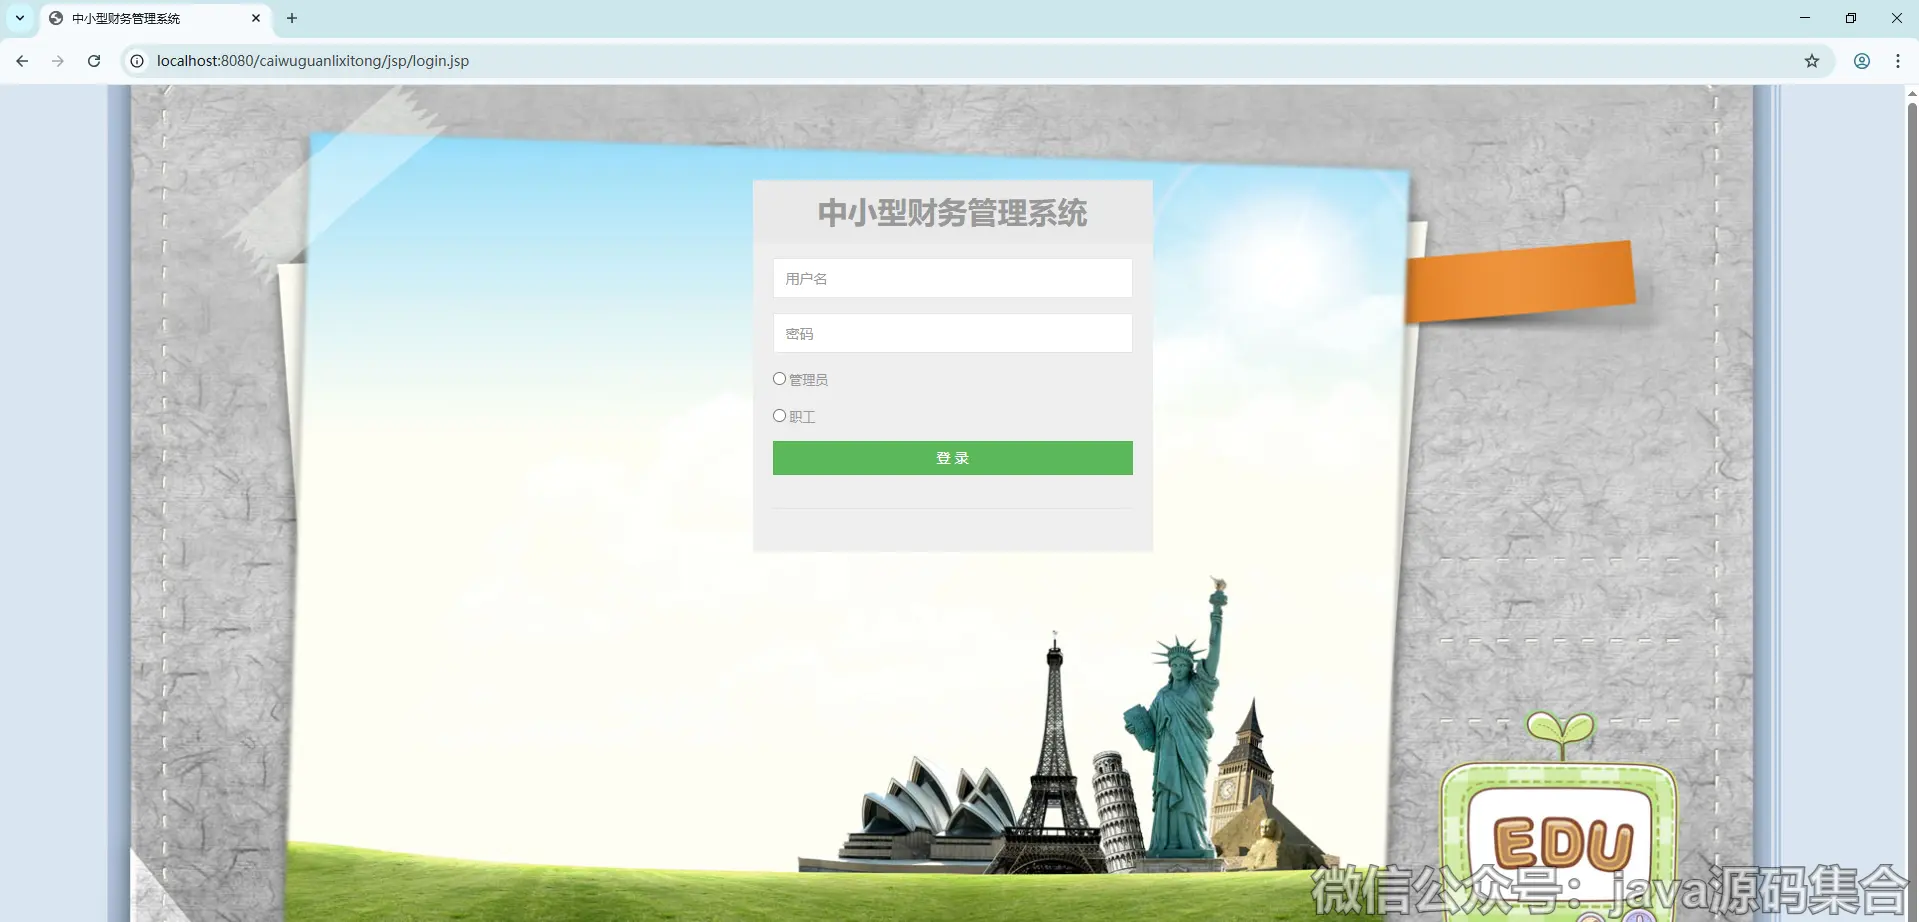 中小型财务管理系统
localhost:8080/caiwuguanlixitong/jsp/login.jsp
中小型财务管理系统
用户名
密码
管理员
职工
登 录
EDU
微信公众号：java源码集合